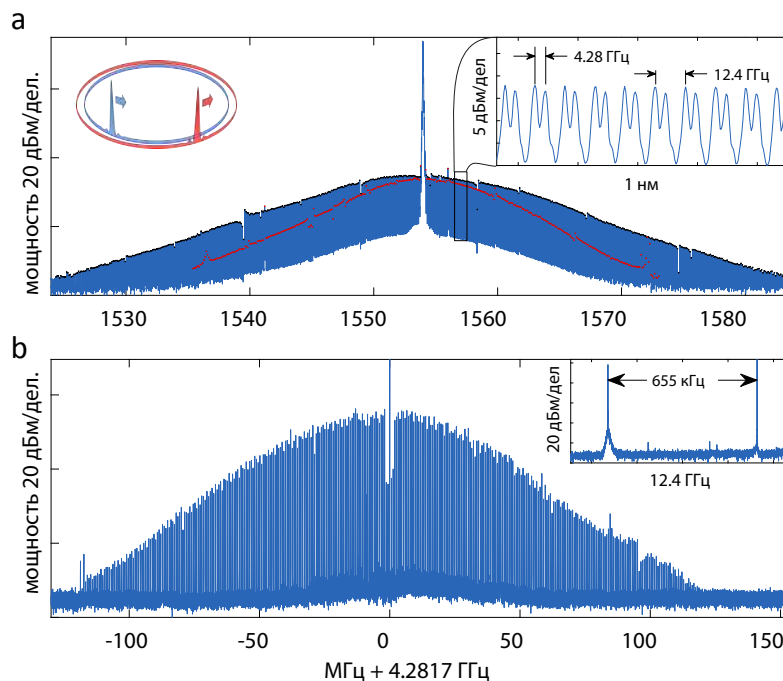 a
мощность 20 дБм/дел.
5 дБм/дел
4.28 ГГц
12.4 ГГц
1 нм
1530 1540 1550 1560 1570 1580
b
мощность 20 дБм/дел.
20 дБм/дел
655 кГц
12.4 ГГц
-100 -50 0 50 100 150
МГц + 4.2817 ГГц